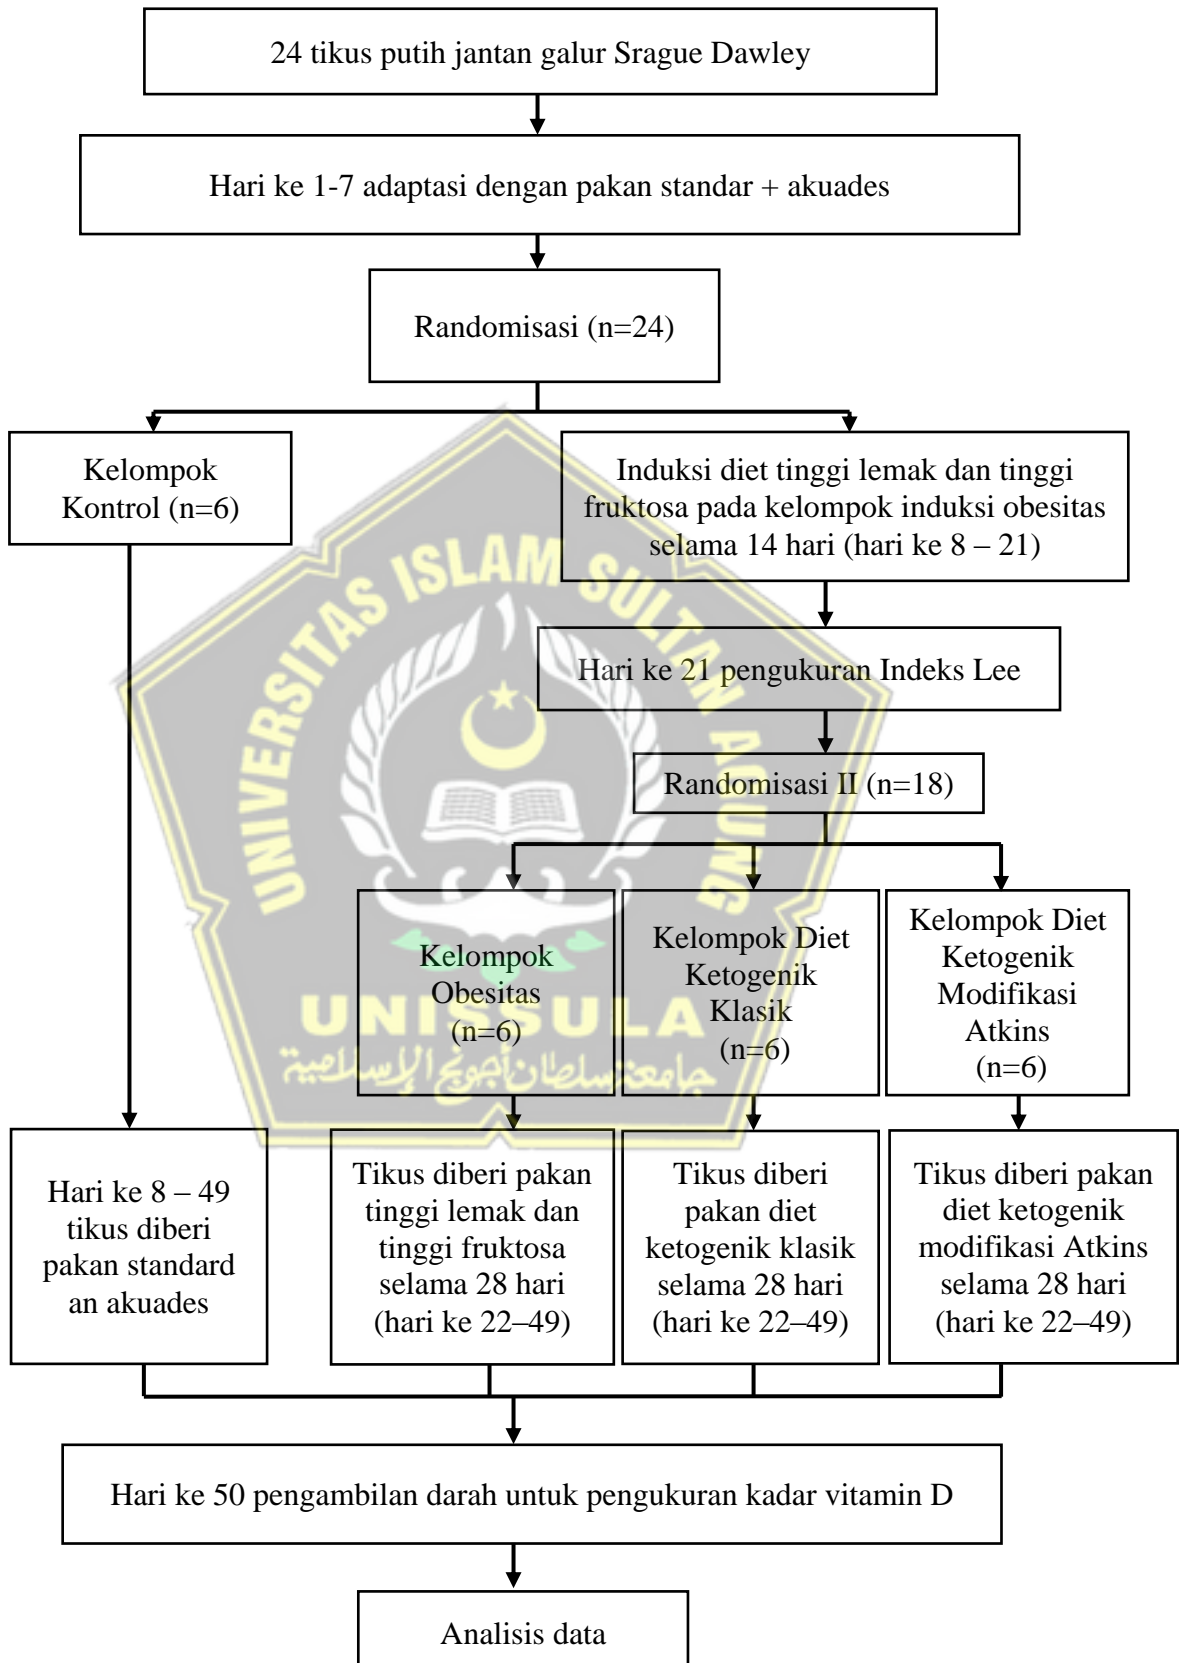 24 tikus putih jantan galur Srague Dawley
Hari ke 1-7 adaptasi dengan pakan standar + akuades
Randomisasi (n=24)
Kelompok
Kontrol (n=6)
Induksi diet tinggi lemak dan tinggi
fruktosa pada kelompok induksi obesitas
selama 14 hari (hari ke 8 – 21)
Hari ke 21 pengukuran Indeks Lee
Randomisasi II (n=18)
Kelompok
Obesitas
(n=6)
Kelompok Diet
Ketogenik
Klasik
(n=6)
Kelompok Diet
Ketogenik
Modifikasi
Atkins
(n=6)
Hari ke 8 – 49
tikus diberi
pakan standard
an akuades
Tikus diberi pakan
tinggi lemak dan
tinggi fruktosa
selama 28 hari
(hari ke 22–49)
Tikus diberi
pakan diet
ketogenik klasik
selama 28 hari
(hari ke 22–49)
Tikus diberi pakan
diet ketogenik
modifikasi Atkins
selama 28 hari
(hari ke 22–49)
Hari ke 50 pengambilan darah untuk pengukuran kadar vitamin D
Analisis data
UNIVERSITAS ISLAM SULTAN AGUNG
UNISSULA
جامعة سلطان أجونج الإسلامية